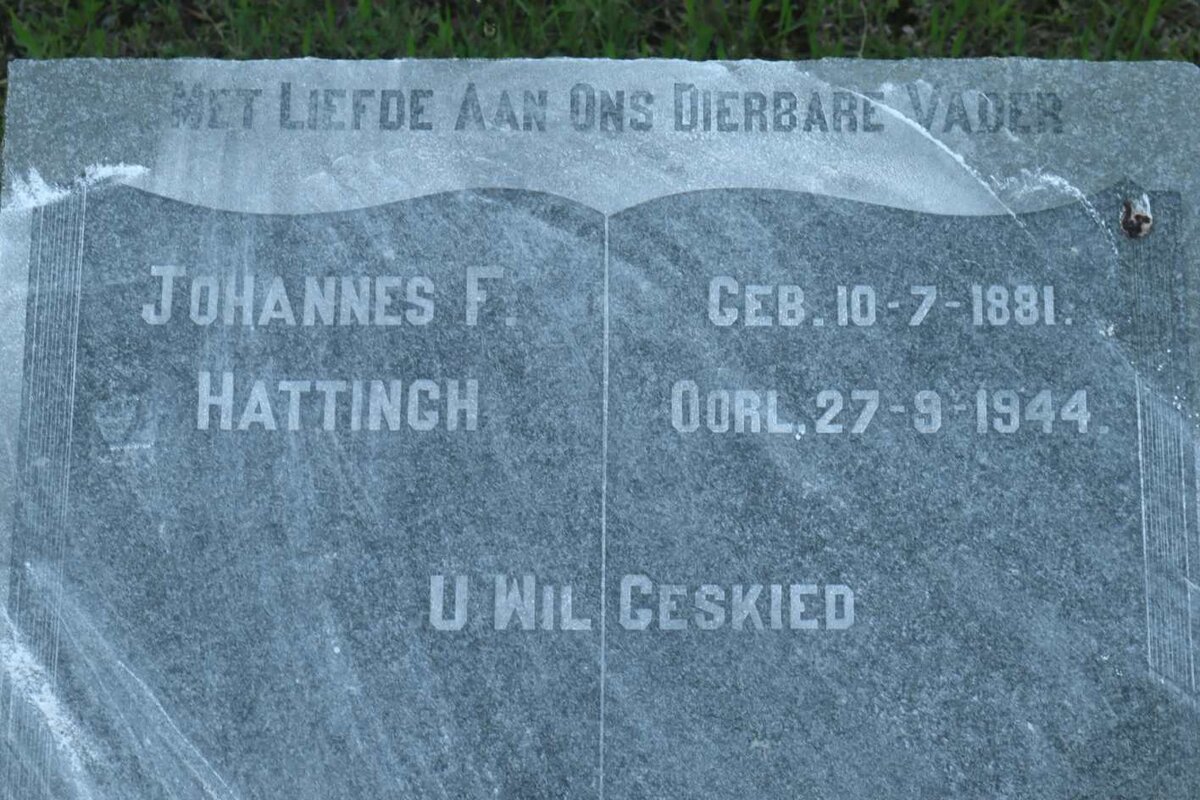 MET LIEFDE AAN ONS DIERBARE VADER
JOHANNES F.
HATTINGH
GEB. 10-7-1881.
OORL. 27-9-1944.
U WIL GESKIED